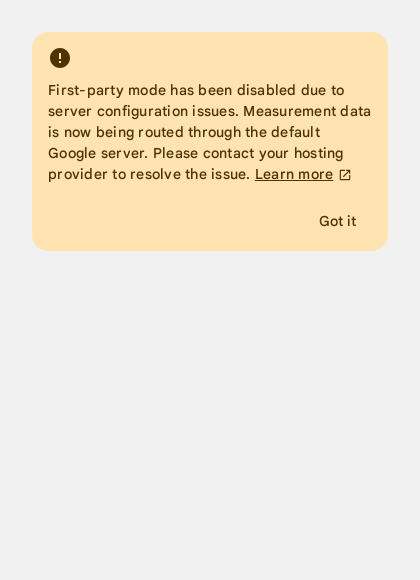 First-party mode has been disabled due to
server configuration issues. Measurement data
is now being routed through the default
Google server. Please contact your hosting
provider to resolve the issue. Learn more
Got it